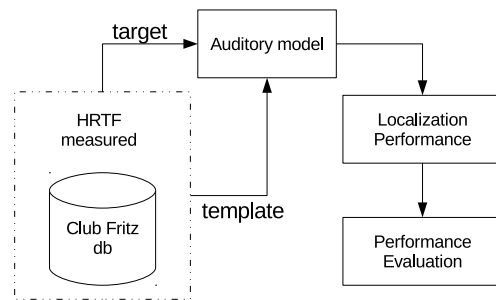 target
Auditory model
HRTF
measured
Club Fritz
db
template
Localization
Performance
Performance
Evaluation